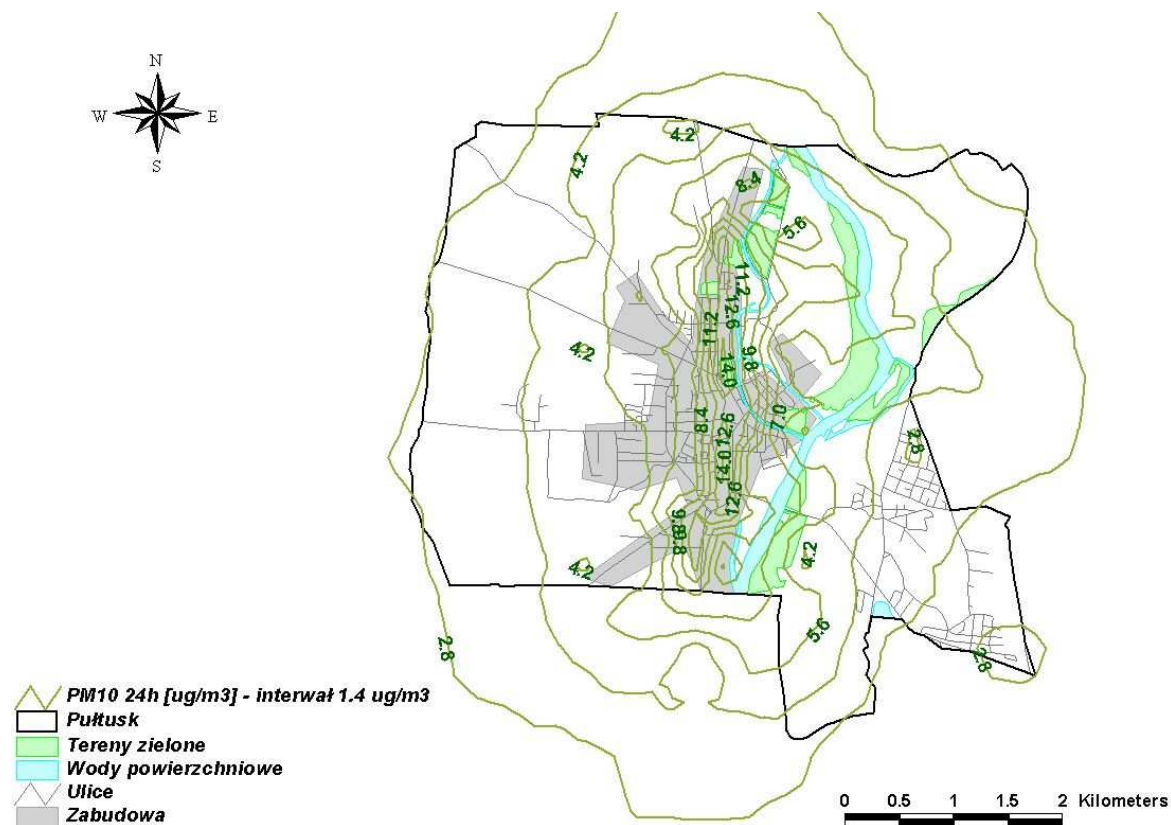 N
W E
S
4.2
4.2
8.4
5.6
11.2
12.6
11.2
4.2
9.8
14.0
7.0
8.4
12.6
2.8
14.0
12.6
9.8
9.8
4.2
4.2
5.6
2.8
2.8
PM10 24h [ug/m3] - interwał 1.4 ug/m3
Pułtusk
Tereny zielone
Wody powierzchniowe
Ulice
Zabudowa
0 0.5 1 1.5 2 Kilometers